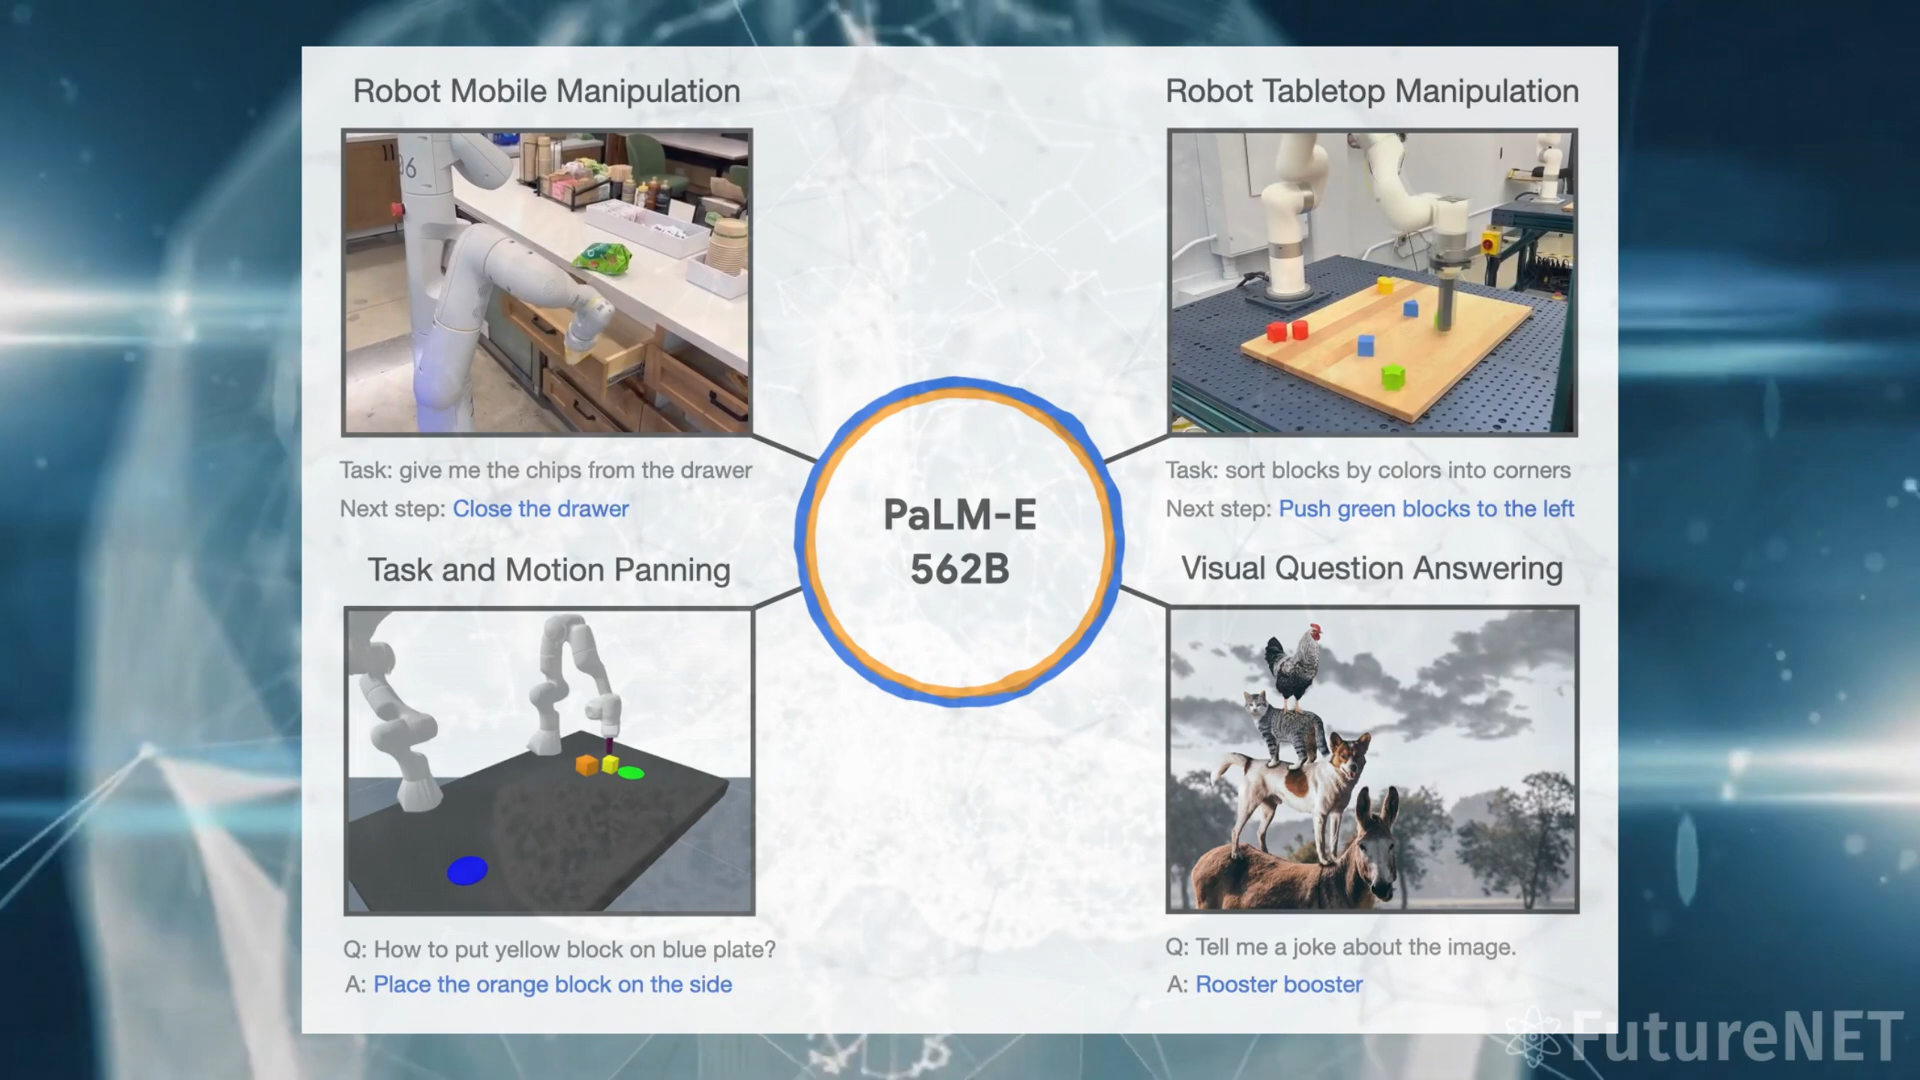 Robot Mobile Manipulation
06
Task: give me the chips from the drawer
Next step: Close the drawer
Robot Tabletop Manipulation
Task: sort blocks by colors into corners
Next step: Push green blocks to the left
PaLM-E
562B
Task and Motion Panning
Q: How to put yellow block on blue plate?
A: Place the orange block on the side
Visual Question Answering
Q: Tell me a joke about the image.
A: Rooster booster
FutureNET